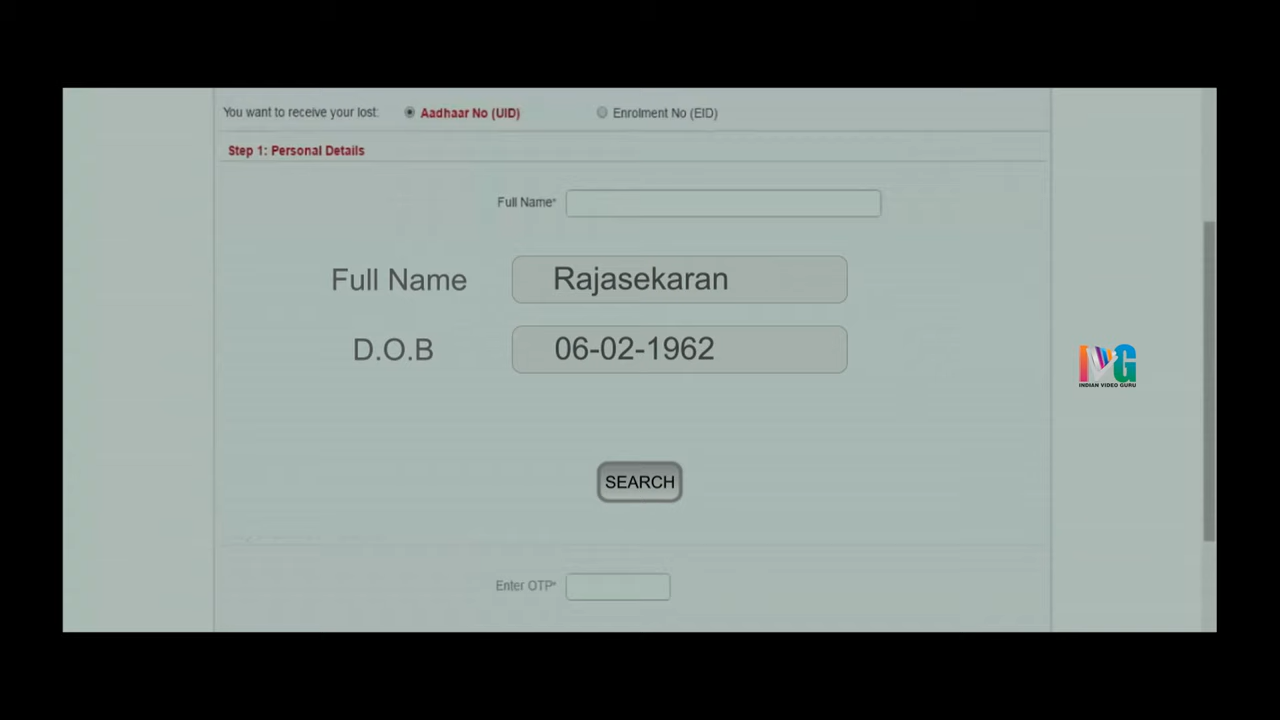 You want to receive your lost: Aadhaar No (UID) Enrolment No (EID)
Step 1: Personal Details
Full Name*
Full Name Rajasekaran
D.O.B 06-02-1962
IVG
INDIAN VIDEO GURU
SEARCH
Enter OTP*